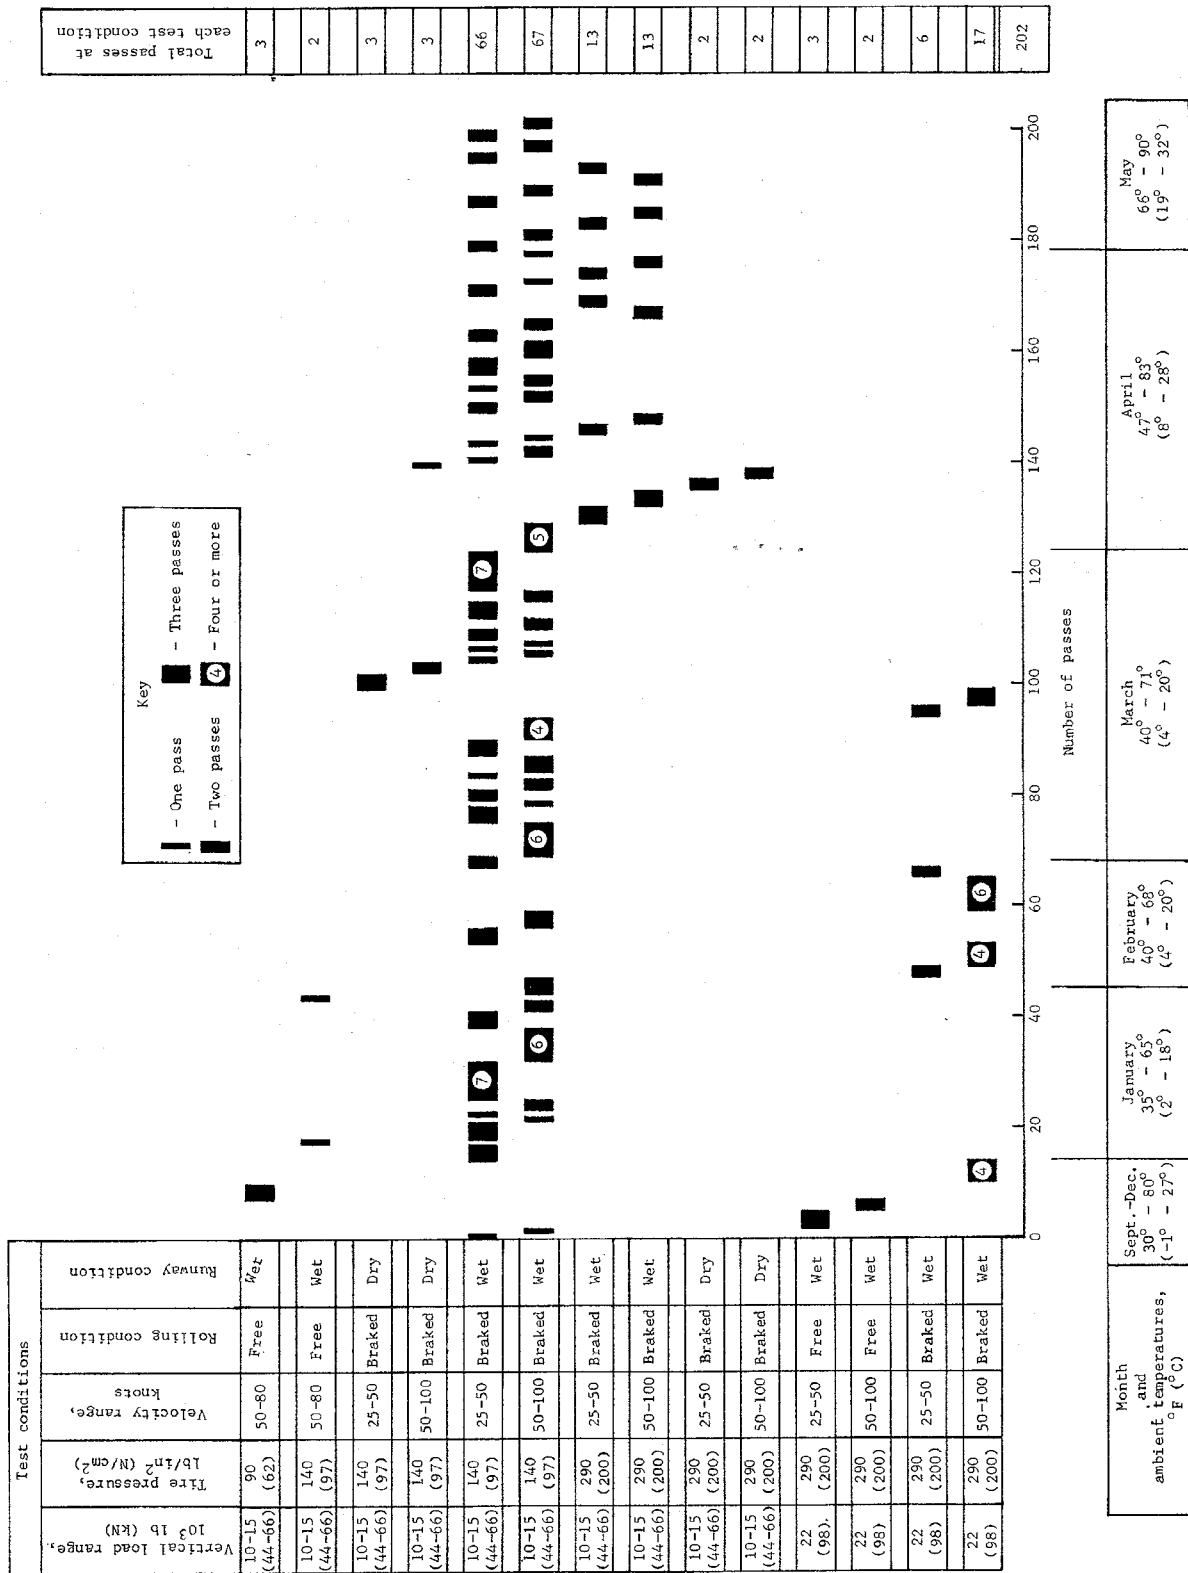 Total passes at
each test condition
3
2
3
3
66
67
13
13
2
2
3
2
6
17
202
Key
- One pass
- Three passes
- Two passes
4 - Four or more
7
7
6
6
4
5
4
4
6
0
20
40
60
80
100
120
140
160
180
200
Number of passes
Test conditions
Vertical load range, 10³ lb (kN)
Tire pressure, lb/in² (N/cm²)
Velocity range, knots
Rolling condition
Runway condition
10-15 (44-66) 90 (62) 50-80 Free Wet
10-15 (44-66) 140 (97) 50-80 Free Wet
10-15 (44-66) 140 (97) 25-50 Braked Dry
10-15 (44-66) 140 (97) 50-100 Braked Dry
10-15 (44-66) 140 (97) 25-50 Braked Wet
10-15 (44-66) 140 (97) 50-100 Braked Wet
10-15 (44-66) 290 (200) 25-50 Braked Wet
10-15 (44-66) 290 (200) 50-100 Braked Wet
10-15 (44-66) 290 (200) 25-50 Braked Dry
10-15 (44-66) 290 (200) 50-100 Braked Dry
22 (98) 290 (200) 25-50 Free Wet
22 (98) 290 (200) 50-100 Free Wet
22 (98) 290 (200) 25-50 Braked Wet
22 (98) 290 (200) 50-100 Braked Wet
Month
and
ambient temperatures,
°F (°C)
Sept.-Dec.
30° - 80°
(-1° - 27°)
January
35° - 65°
(2° - 18°)
February
40° - 68°
(4° - 20°)
March
40° - 71°
(4° - 20°)
April
47° - 83°
(8° - 28°)
May
66° - 90°
(19° - 32°)